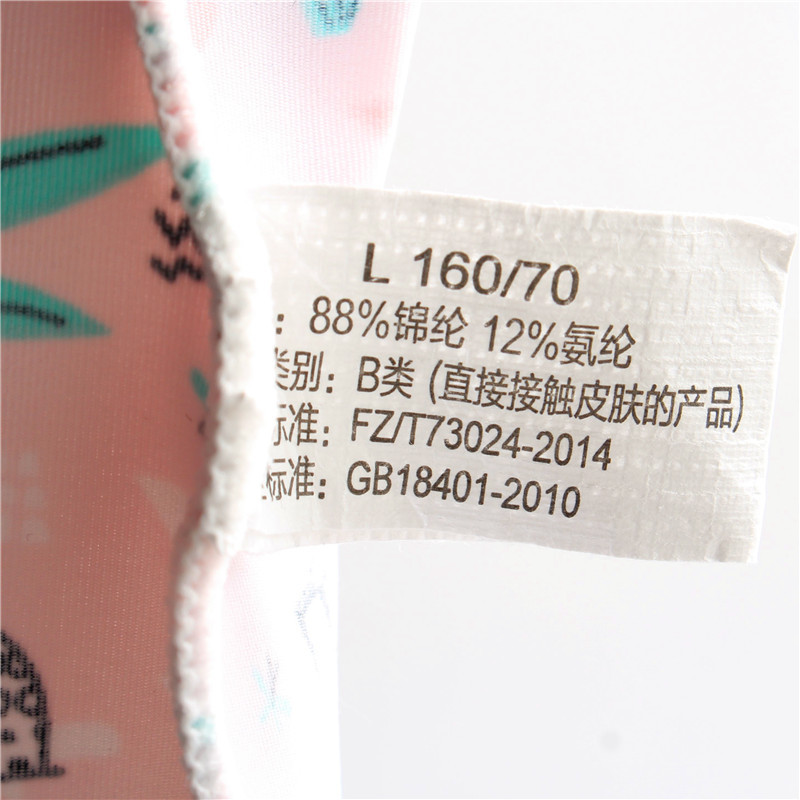 L 160/70
: 88%锦纶 12%氨纶
类别: B类 (直接接触皮肤的产品)
标准: FZ/T73024-2014
标准: GB18401-2010